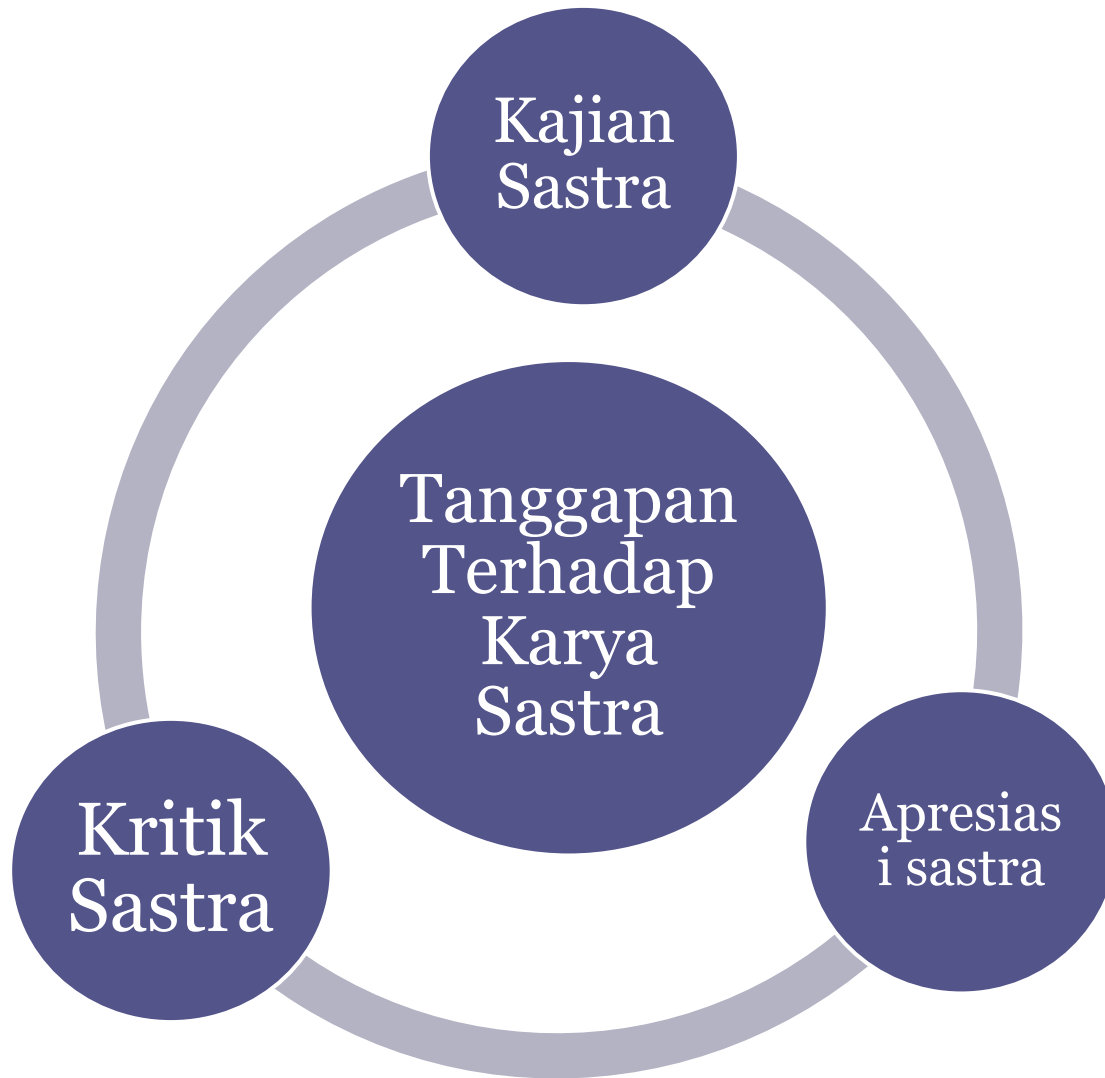 Kajian
Sastra
Tanggapan
Terhadap
Karya
Sastra
Kritik
Sastra
Apresias
i sastra